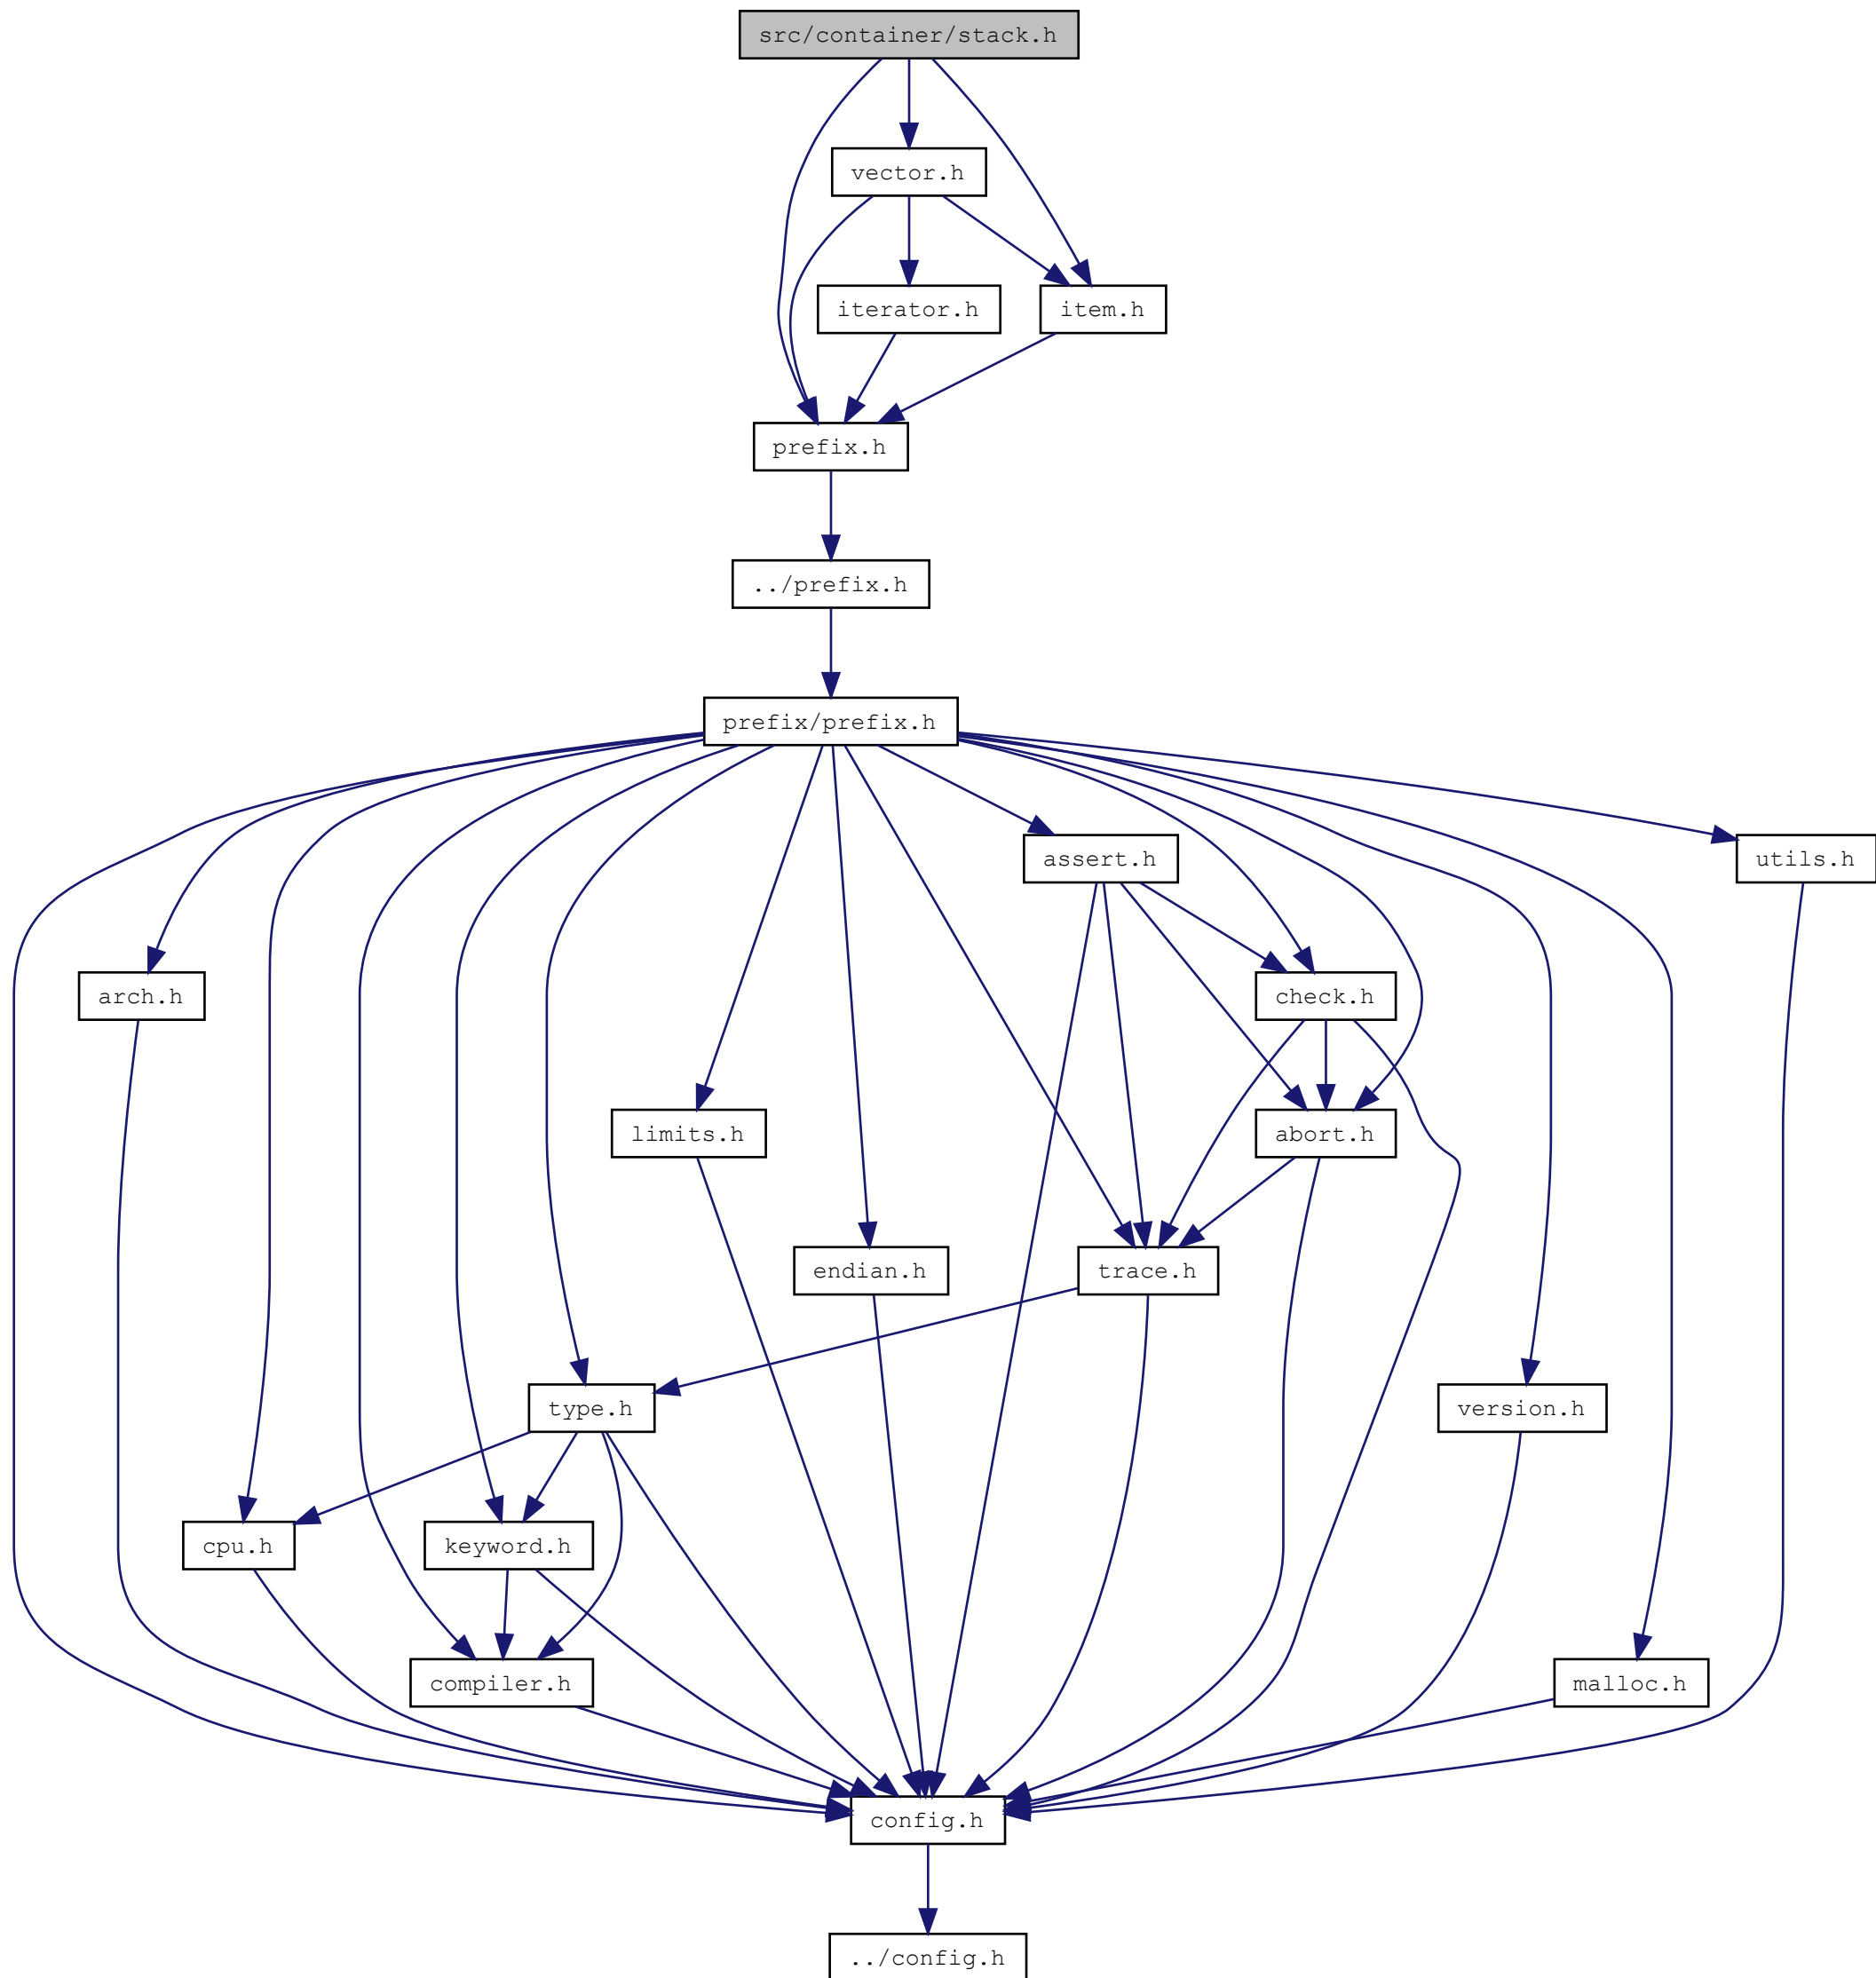 src/container/stack.h
vector.h
iterator.h
item.h
prefix.h
../prefix.h
prefix/prefix.h
assert.h
utils.h
arch.h
check.h
limits.h
abort.h
endian.h
trace.h
type.h
version.h
cpu.h
keyword.h
compiler.h
malloc.h
config.h
../config.h